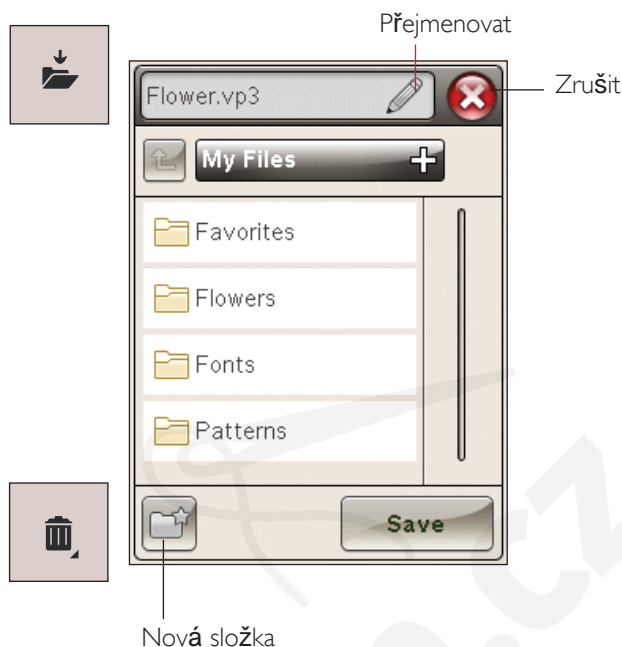 Přejmenovat
Flower.vp3
Zrušit
My Files
Favorites
Flowers
Fonts
Patterns
Save
Nová složka